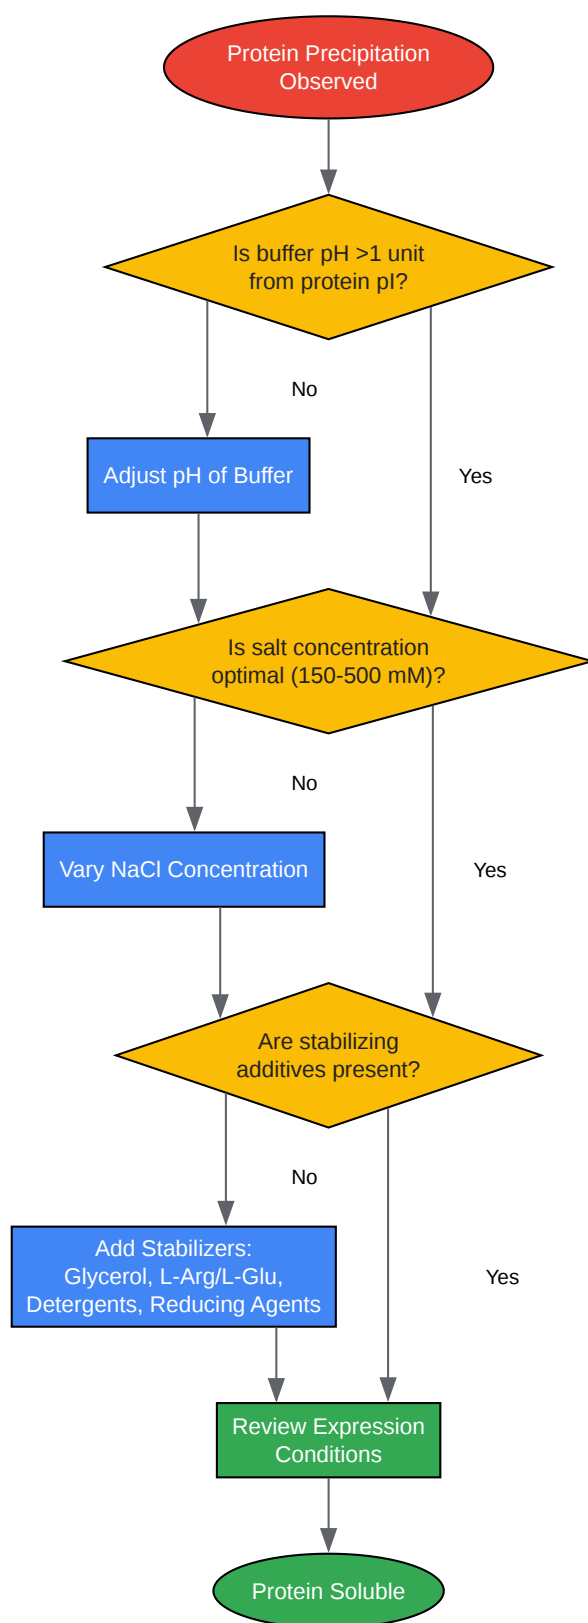 Protein Precipitation
Observed
Is buffer pH >1 unit
from protein pI?
No
Adjust pH of Buffer
Yes
Is salt concentration
optimal (150-500 mM)?
No
Vary NaCl Concentration
Yes
Are stabilizing
additives present?
No
Add Stabilizers:
Glycerol, L-Arg/L-Glu,
Detergents, Reducing Agents
Yes
Review Expression
Conditions
Protein Soluble